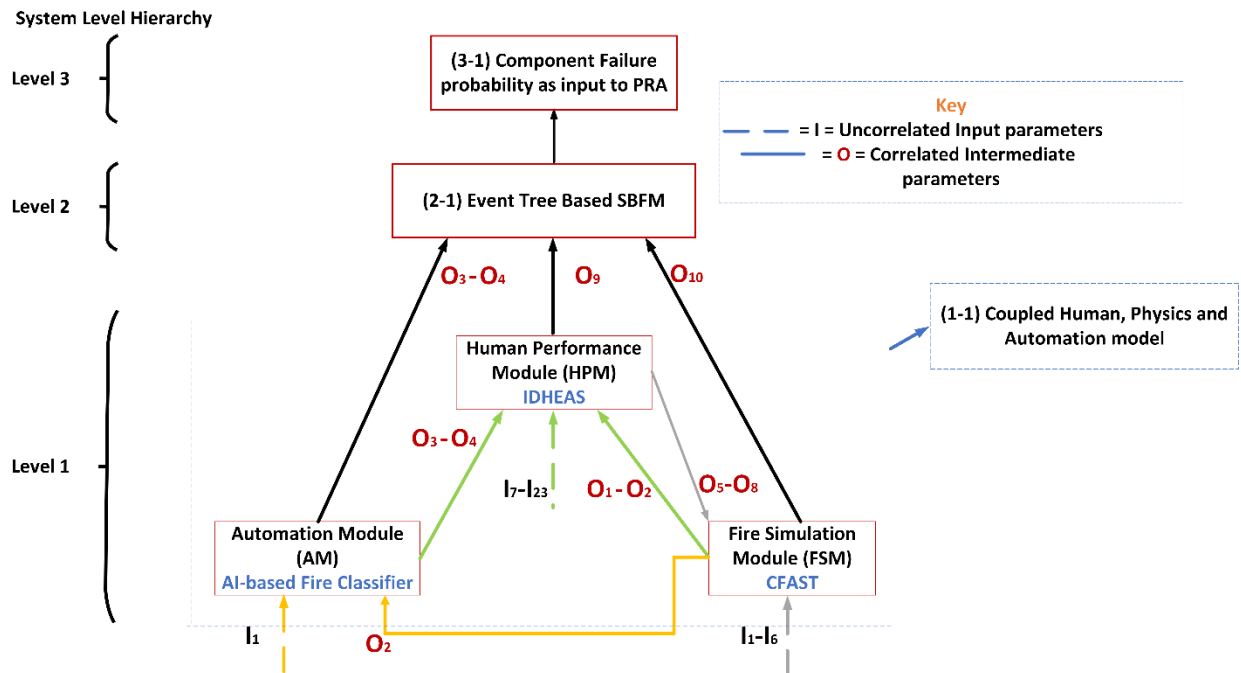 System Level Hierarchy
Level 3
(3-1) Component Failure
probability as input to PRA
Key
= I = Uncorrelated Input parameters
= O = Correlated Intermediate
parameters
Level 2
(2-1) Event Tree Based SBFM
O₃-O₄
O₉
O₁₀
(1-1) Coupled Human, Physics and
Automation model
Human Performance
Module (HPM)
IDHEAS
Level 1
O₃-O₄
I₇-I₂₃
O₁-O₂
O₅-O₈
Automation Module
(AM)
AI-based Fire Classifier
Fire Simulation
Module (FSM)
CFAST
I₁
O₂
I₁-I₆